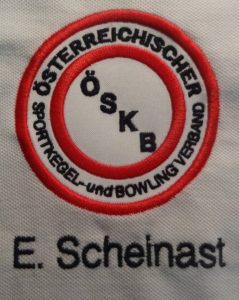 ÖSTERREICHISCHER
SPORTKEGEL-und BOWLING VERBAND
ÖSKB
E. Scheinast